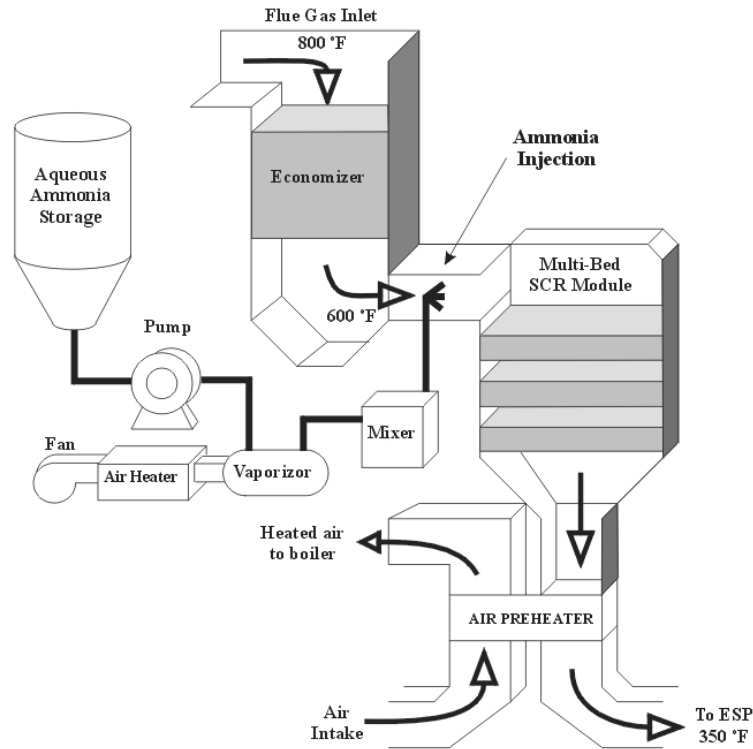 Flue Gas Inlet
800 °F
Aqueous
Ammonia
Storage
Economizer
Ammonia
Injection
600 °F
Multi-Bed
SCR Module
Pump
Mixer
Fan
Air Heater
Vaporizor
Heated air
to boiler
AIR PREHEATER
Air
Intake
To ESP
350 °F